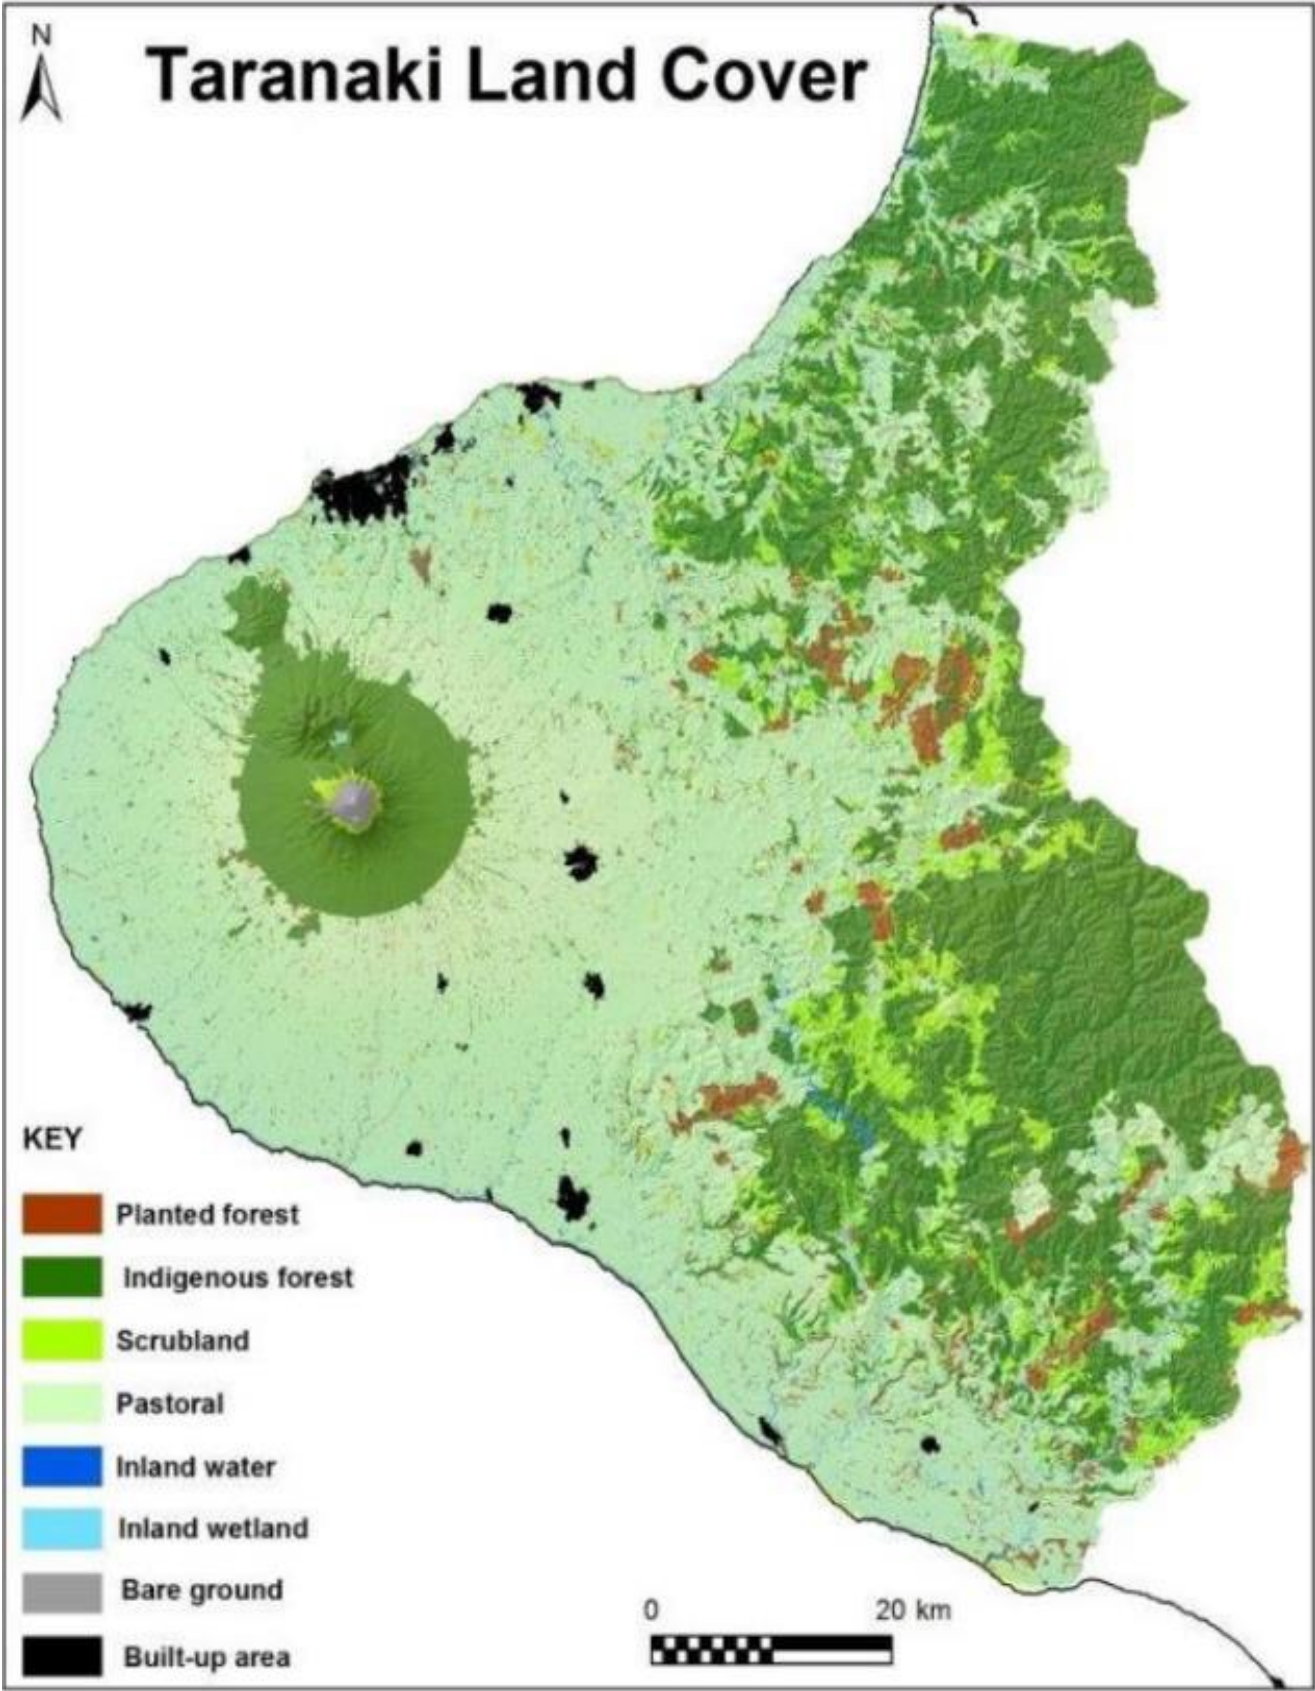 N
Taranaki Land Cover
KEY
Planted forest
Indigenous forest
Scrubland
Pastoral
Inland water
Inland wetland
Bare ground
Built-up area
0 20 km